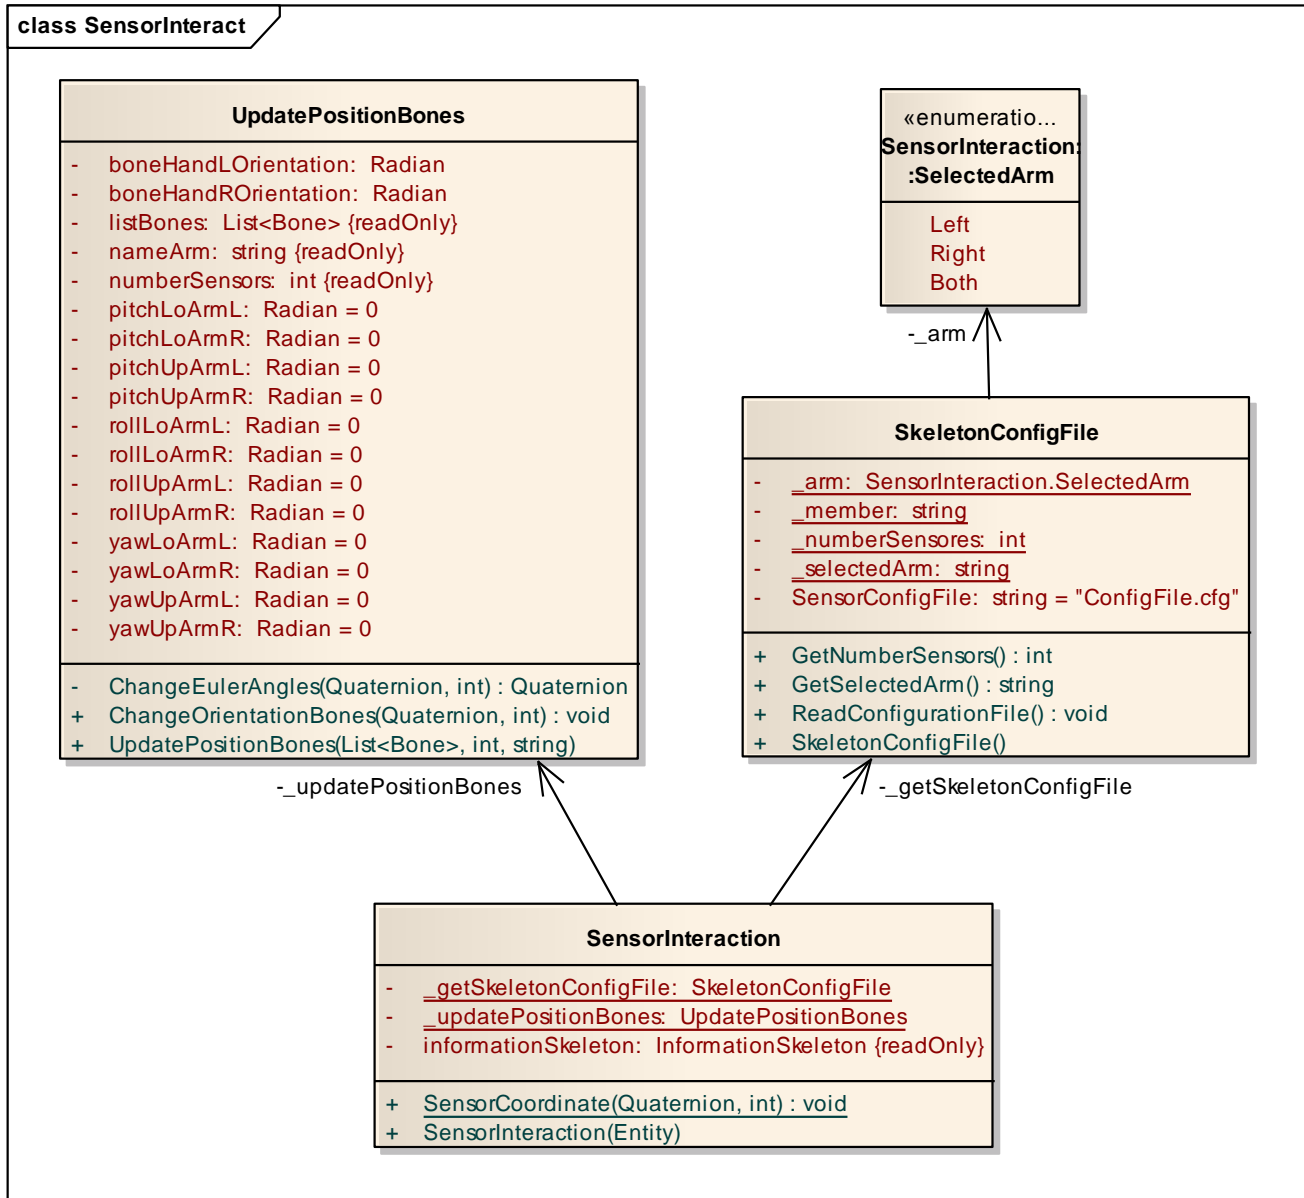 class SensorInteract
UpdatePositionBones
- boneHandLOrientation: Radian
- boneHandROrientation: Radian
- listBones: List<Bone> {readOnly}
- nameArm: string {readOnly}
- numberSensors: int {readOnly}
- pitchLoArmL: Radian = 0
- pitchLoArmR: Radian = 0
- pitchUpArmL: Radian = 0
- pitchUpArmR: Radian = 0
- rollLoArmL: Radian = 0
- rollLoArmR: Radian = 0
- rollUpArmL: Radian = 0
- rollUpArmR: Radian = 0
- yawLoArmL: Radian = 0
- yawLoArmR: Radian = 0
- yawUpArmL: Radian = 0
- yawUpArmR: Radian = 0
- ChangeEulerAngles(Quaternion, int) : Quaternion
+ ChangeOrientationBones(Quaternion, int) : void
+ UpdatePositionBones(List<Bone>, int, string)
«enumeratio...
SensorInteraction:
:SelectedArm
Left
Right
Both
-_arm
SkeletonConfigFile
- _arm: SensorInteraction.SelectedArm
- _member: string
- _numberSensores: int
- _selectedArm: string
- SensorConfigFile: string = "ConfigFile.cfg"
+ GetNumberSensors() : int
+ GetSelectedArm() : string
+ ReadConfigurationFile() : void
+ SkeletonConfigFile()
-_updatePositionBones
-_getSkeletonConfigFile
SensorInteraction
- _getSkeletonConfigFile: SkeletonConfigFile
- _updatePositionBones: UpdatePositionBones
- informationSkeleton: InformationSkeleton {readOnly}
+ SensorCoordinate(Quaternion, int) : void
+ SensorInteraction(Entity)